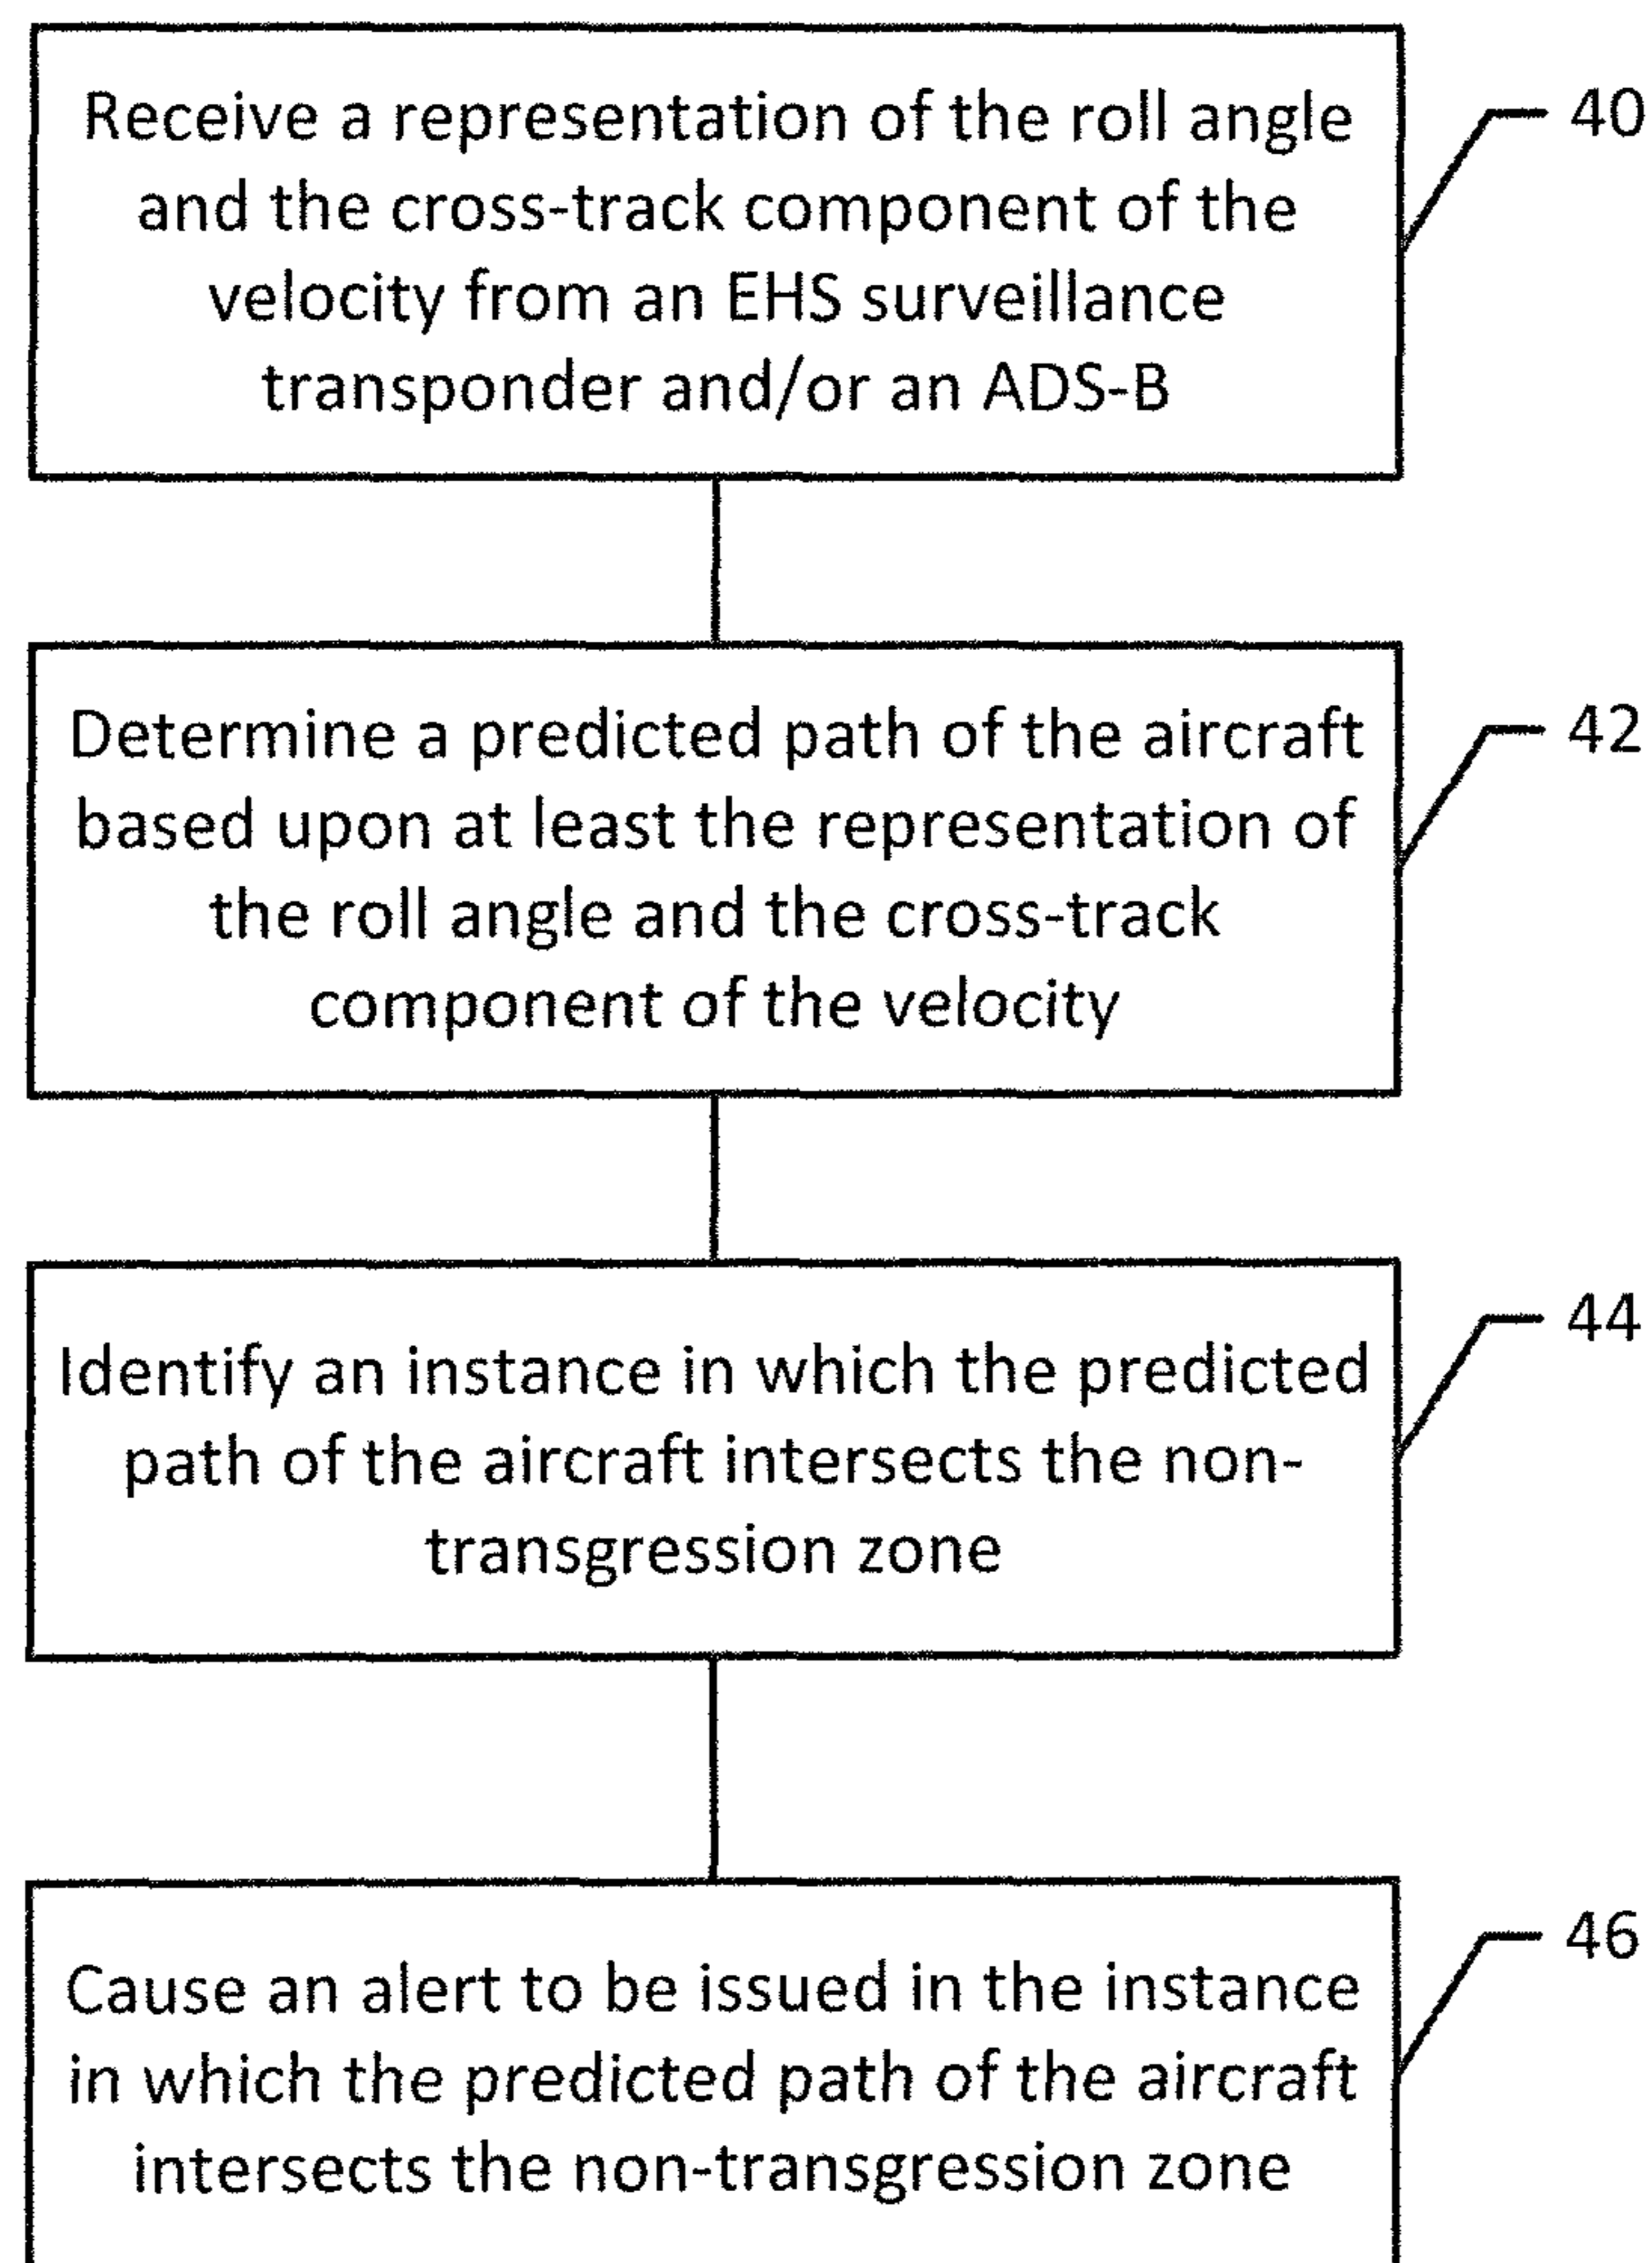 Receive a representation of the roll angle
and the cross-track component of the
velocity from an EHS surveillance
transponder and/or an ADS-B
40
Determine a predicted path of the aircraft
based upon at least the representation of
the roll angle and the cross-track
component of the velocity
42
Identify an instance in which the predicted
path of the aircraft intersects the non-
transgression zone
44
Cause an alert to be issued in the instance
in which the predicted path of the aircraft
intersects the non-transgression zone
46